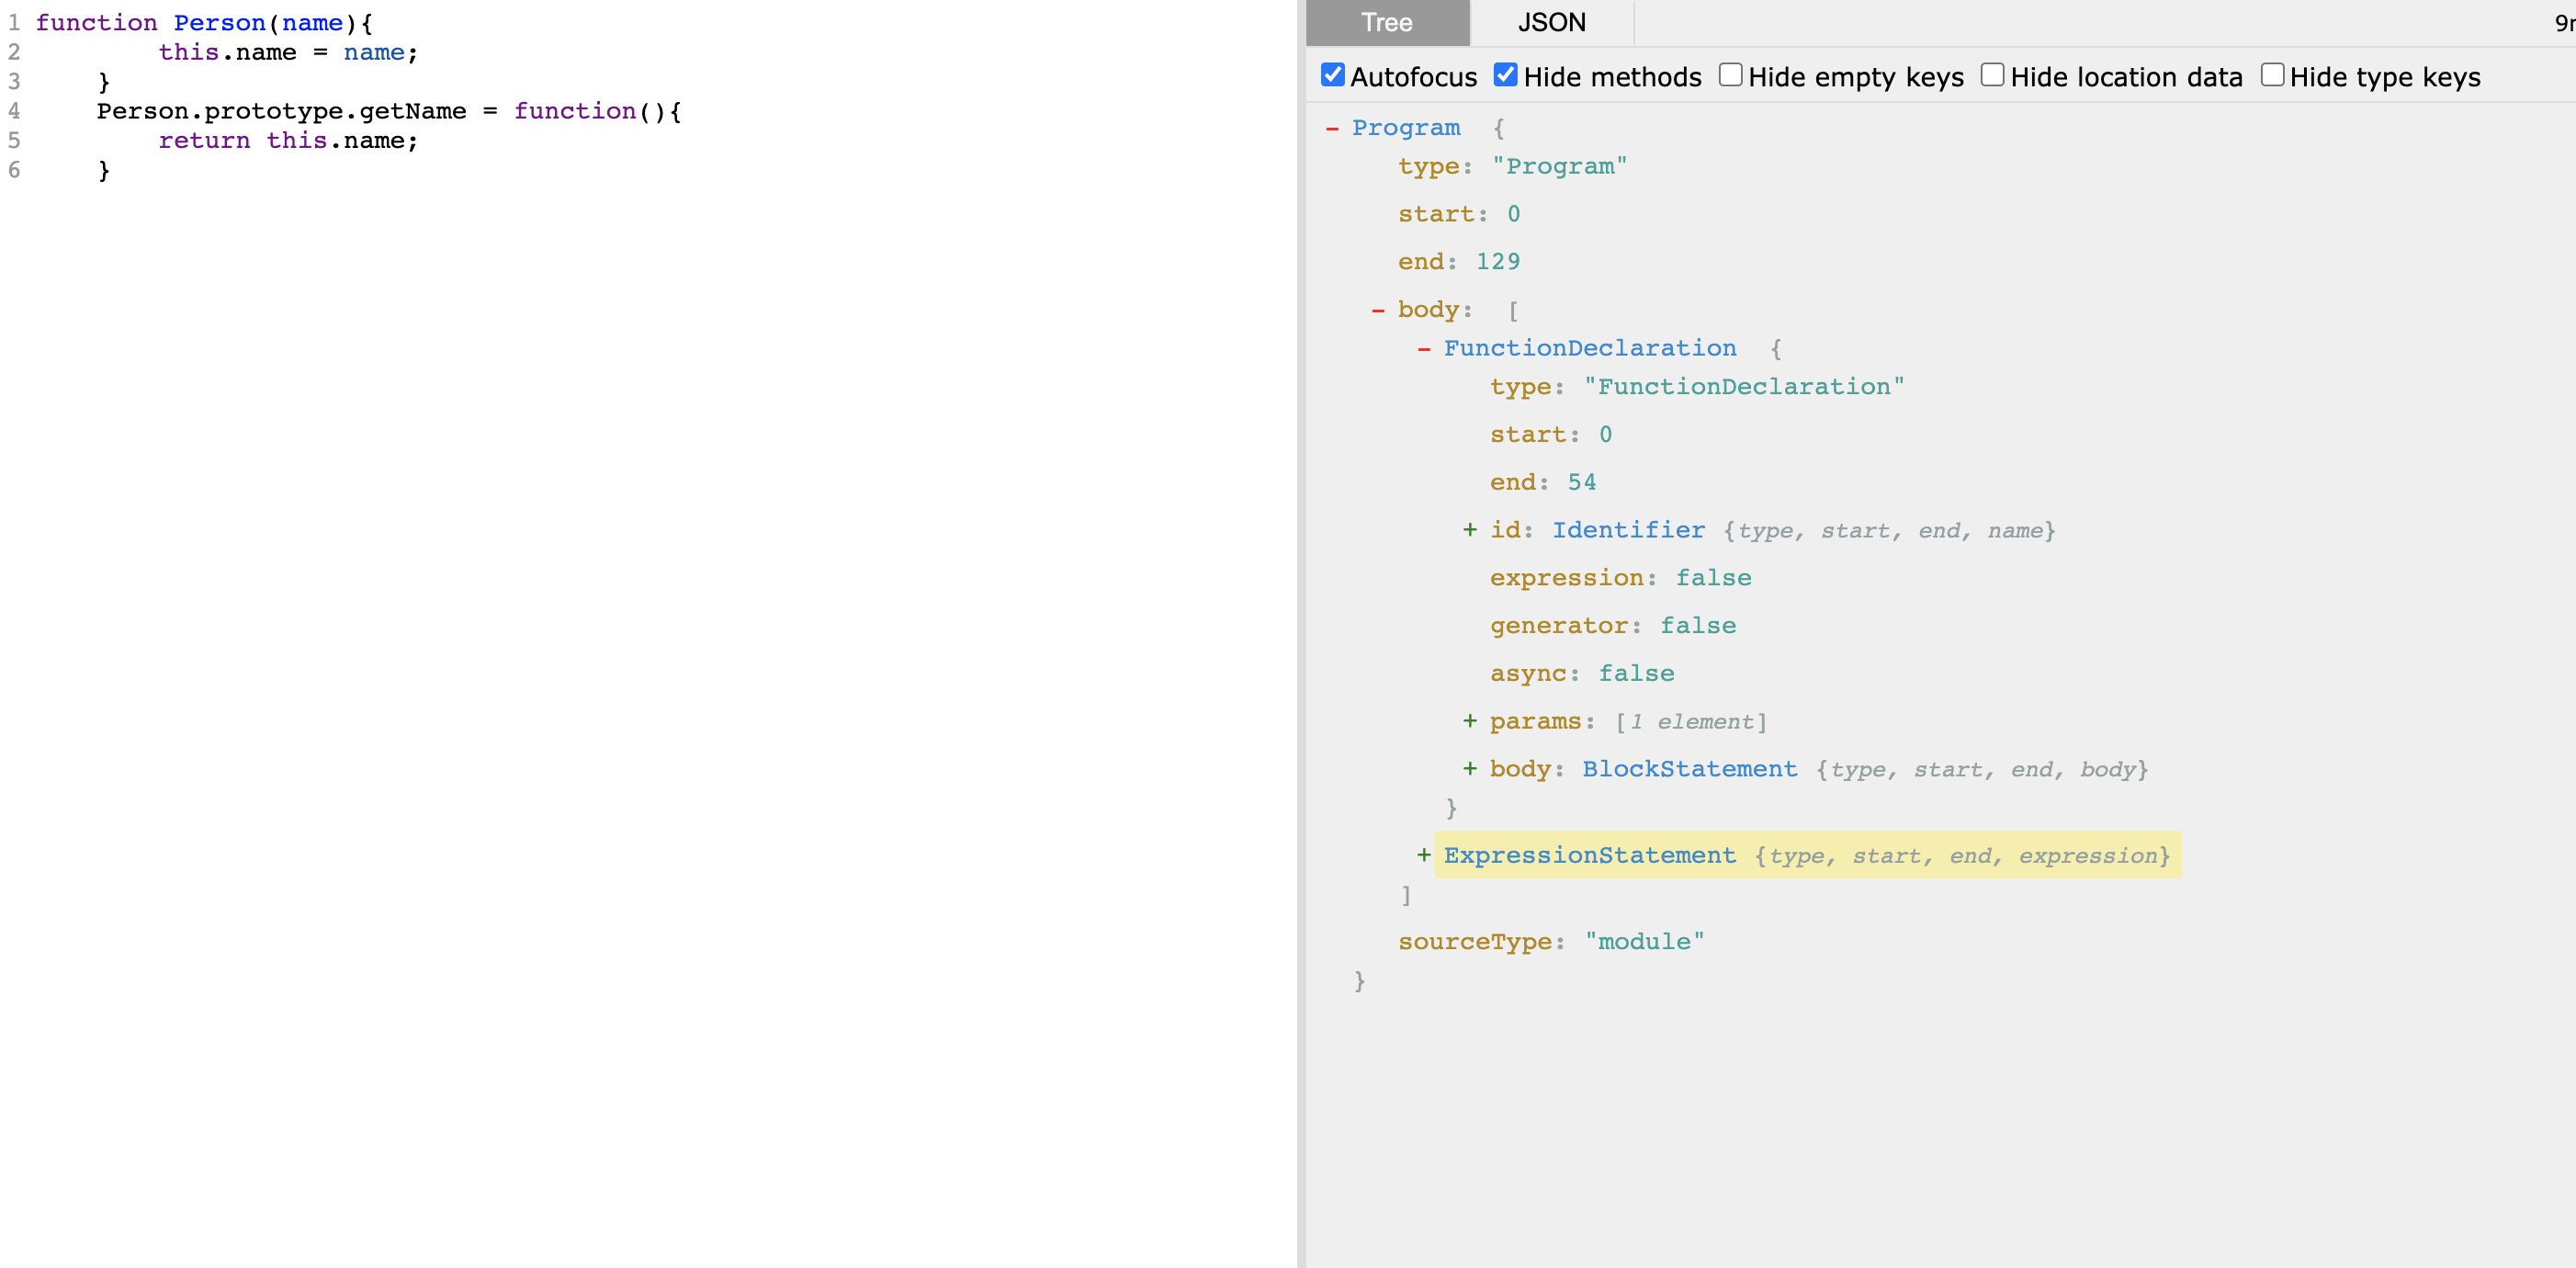 1 function Person(name){
2         this.name = name;
3     }
4     Person.prototype.getName = function(){
5         return this.name;
6     }
Tree JSON
Autofocus Hide methods Hide empty keys Hide location data Hide type keys
- Program {
type: "Program"
start: 0
end: 129
- body: [
- FunctionDeclaration {
type: "FunctionDeclaration"
start: 0
end: 54
+ id: Identifier {type, start, end, name}
expression: false
generator: false
async: false
+ params: [1 element]
+ body: BlockStatement {type, start, end, body}
}
+ ExpressionStatement {type, start, end, expression}
]
sourceType: "module"
}